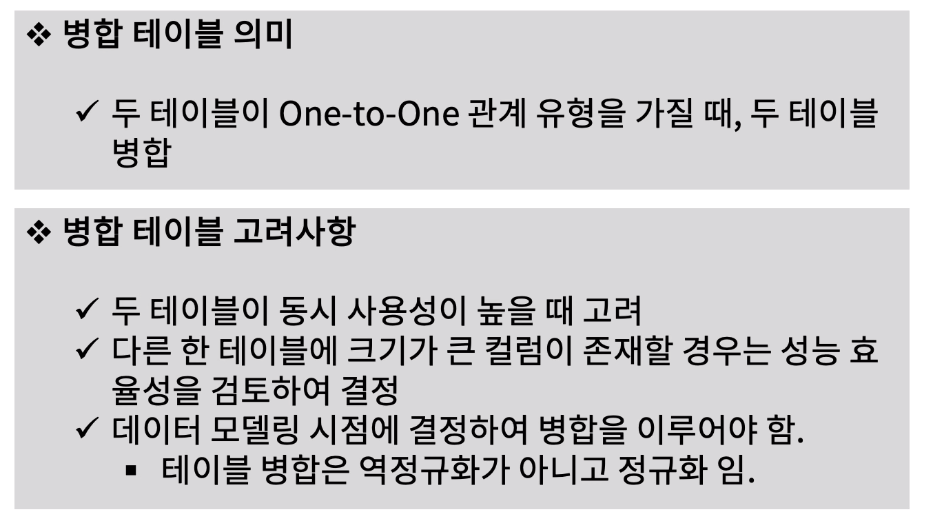 ❖ 병합 테이블 의미
✓ 두 테이블이 One-to-One 관계 유형을 가질 때, 두 테이블
병합
❖ 병합 테이블 고려사항
✓ 두 테이블이 동시 사용성이 높을 때 고려
✓ 다른 한 테이블에 크기가 큰 컬럼이 존재할 경우는 성능 효
율성을 검토하여 결정
✓ 데이터 모델링 시점에 결정하여 병합을 이루어야 함.
▪ 테이블 병합은 역정규화가 아니고 정규화 임.